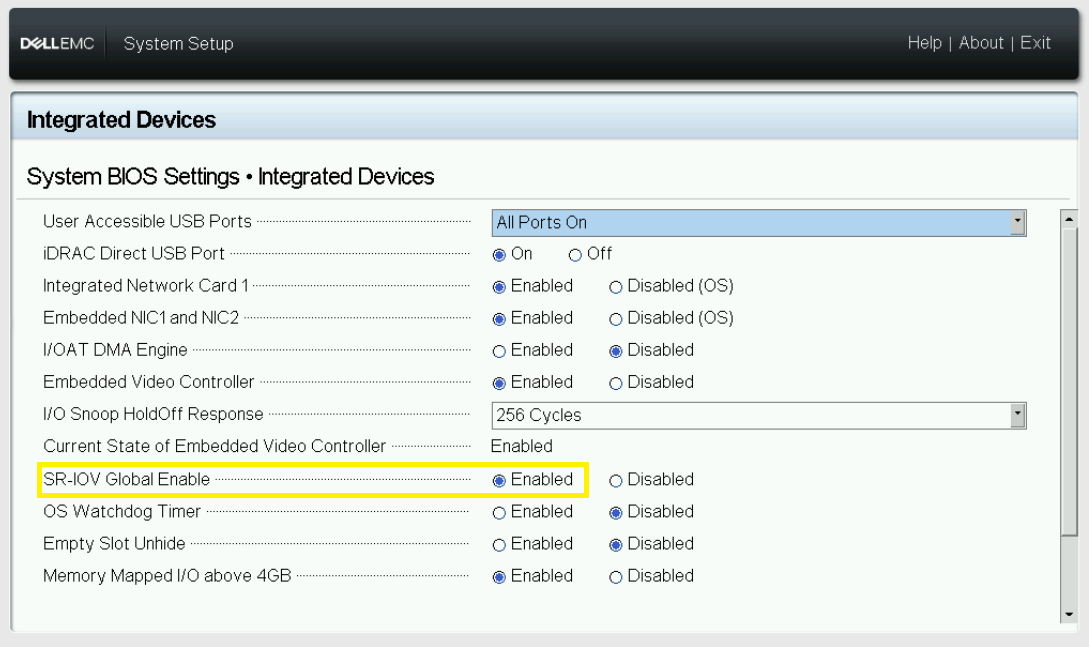 DELLEMC System Setup Help | About | Exit
Integrated Devices
System BIOS Settings • Integrated Devices
User Accessible USB Ports All Ports On
iDRAC Direct USB Port On Off
Integrated Network Card 1 Enabled Disabled (OS)
Embedded NIC1 and NIC2 Enabled Disabled (OS)
I/OAT DMA Engine Enabled Disabled
Embedded Video Controller Enabled Disabled
I/O Snoop HoldOff Response 256 Cycles
Current State of Embedded Video Controller Enabled
SR-IOV Global Enable Enabled Disabled
OS Watchdog Timer Enabled Disabled
Empty Slot Unhide Enabled Disabled
Memory Mapped I/O above 4GB Enabled Disabled